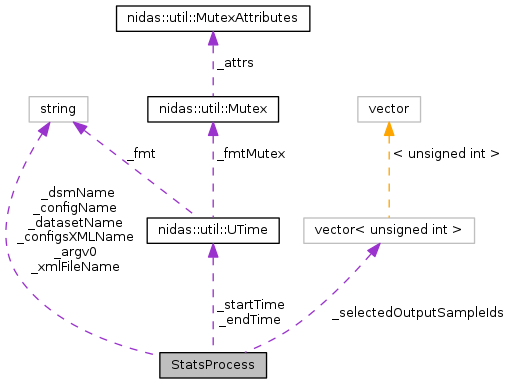 nidas::util::MutexAttributes
_attrs
string
nidas::util::Mutex
vector
_fmt
_fmtMutex
< unsigned int >
_dsmName
_configName
_datasetName
_configsXMLName
_argv0
_xmlFileName
nidas::util::UTime
vector< unsigned int >
_startTime
_endTime
_selectedOutputSampleIds
StatsProcess